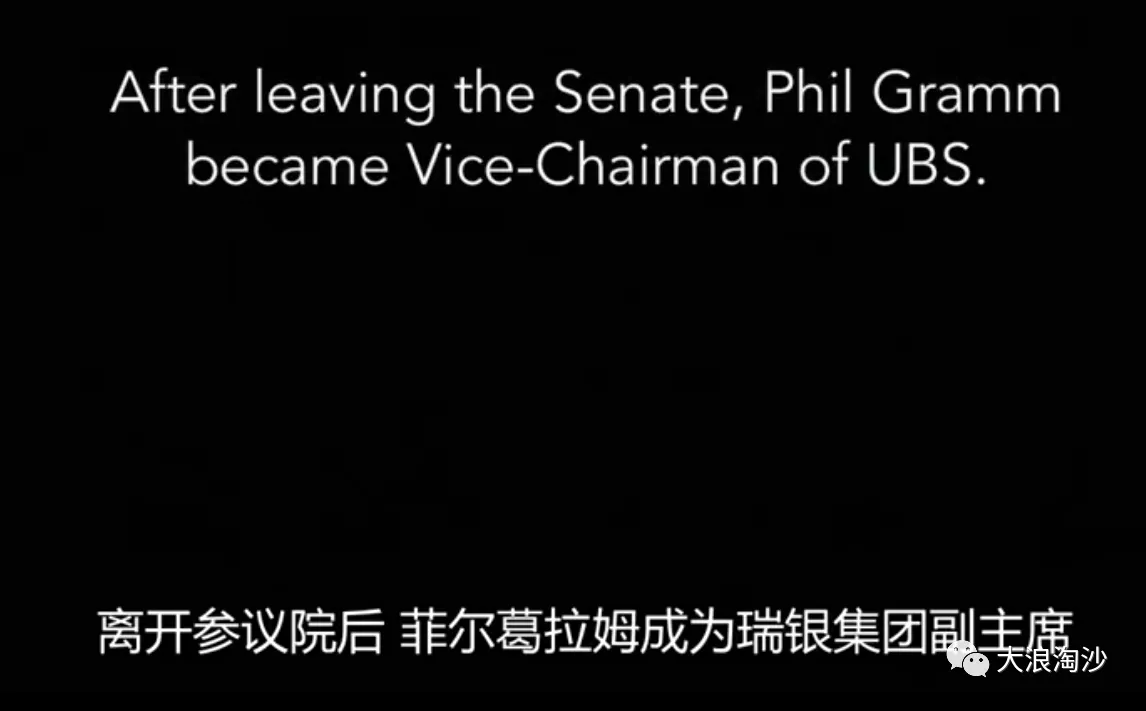 After leaving the Senate, Phil Gramm
became Vice-Chairman of UBS.
离开参议院后 菲尔葛拉姆成为瑞银集团副主席
大浪淘沙